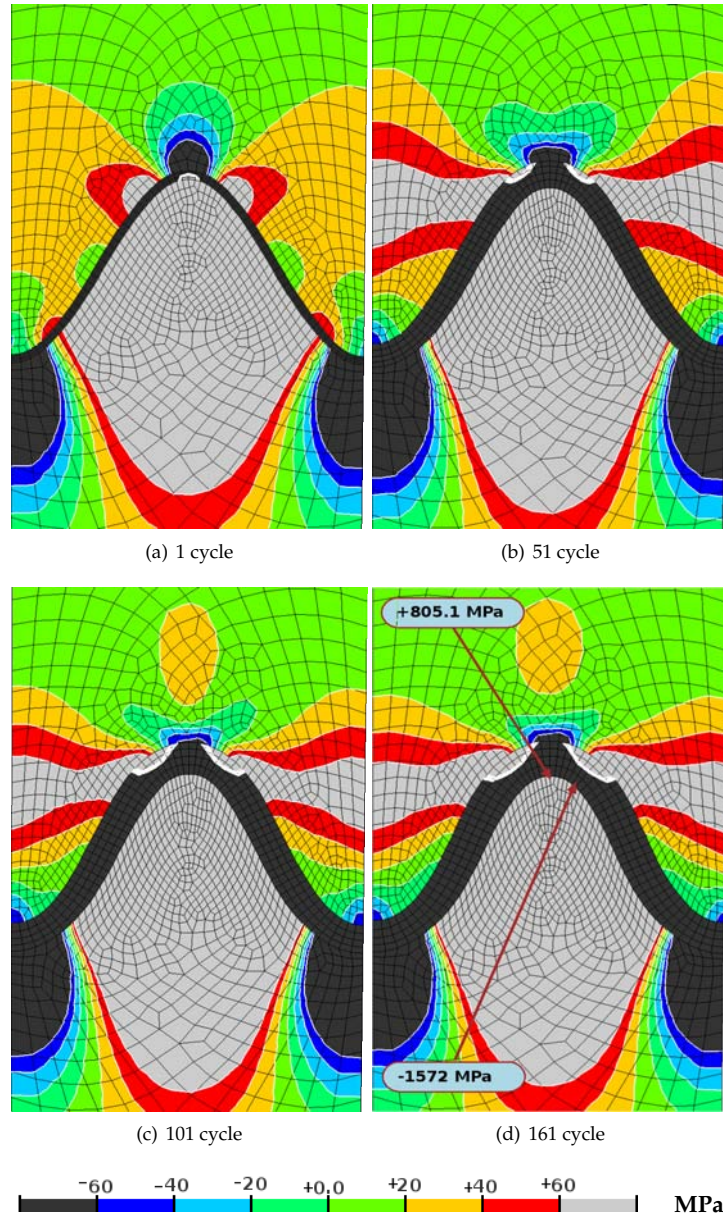 (a) 1 cycle
(b) 51 cycle
+805.1 MPa
-1572 MPa
(c) 101 cycle
(d) 161 cycle
-60 -40 -20 +0.0 +20 +40 +60 MPa